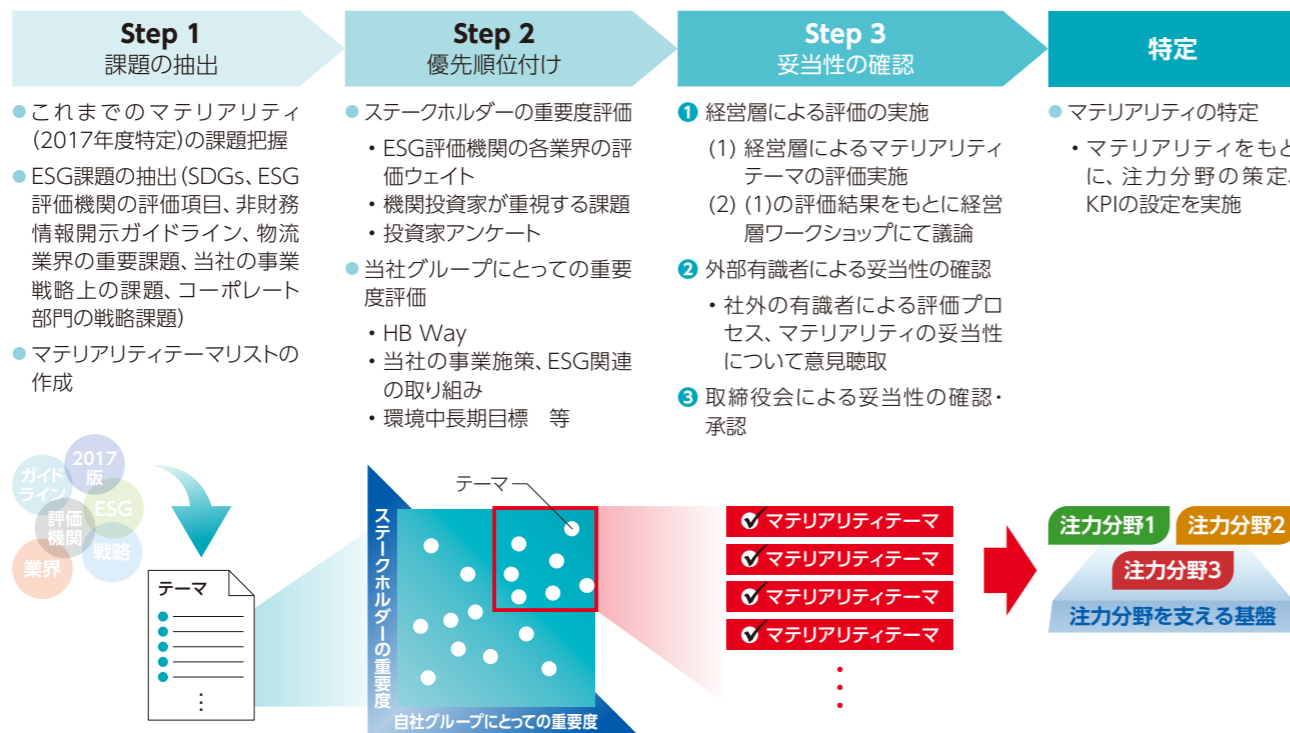 Step 1
課題の抽出
● これまでのマテリアリティ
(2017年度特定)の課題把握
● ESG課題の抽出(SDGs、ESG
評価機関の評価項目、非財務
情報開示ガイドライン、物流
業界の重要課題、当社の事業
戦略上の課題、コーポレート
部門の戦略課題)
● マテリアリティテーマリストの
作成
Step 2
優先順位付け
● ステークホルダーの重要度評価
・ESG評価機関の各業界の評
価ウェイト
・機関投資家が重視する課題
・投資家アンケート
● 当社グループにとっての重要
度評価
・HB Way
・当社の事業施策、ESG関連
の取り組み
・環境中長期目標　等
Step 3
妥当性の確認
❶ 経営層による評価の実施
(1) 経営層によるマテリアリティ
テーマの評価実施
(2) (1)の評価結果をもとに経営
層ワークショップにて議論
❷ 外部有識者による妥当性の確認
・社外の有識者による評価プロ
セス、マテリアリティの妥当性
について意見聴取
❸ 取締役会による妥当性の確認・
承認
特定
● マテリアリティの特定
・マテリアリティをもと
に、注力分野の策定、
KPIの設定を実施
2017
版
ガイド
ライン
ESG
評価
機関
戦略
業界
テーマ
⋮
テーマ
ステークホルダーの重要度
自社グループにとっての重要度
マテリアリティテーマ
マテリアリティテーマ
マテリアリティテーマ
マテリアリティテーマ
⋮
注力分野1
注力分野2
注力分野3
注力分野を支える基盤